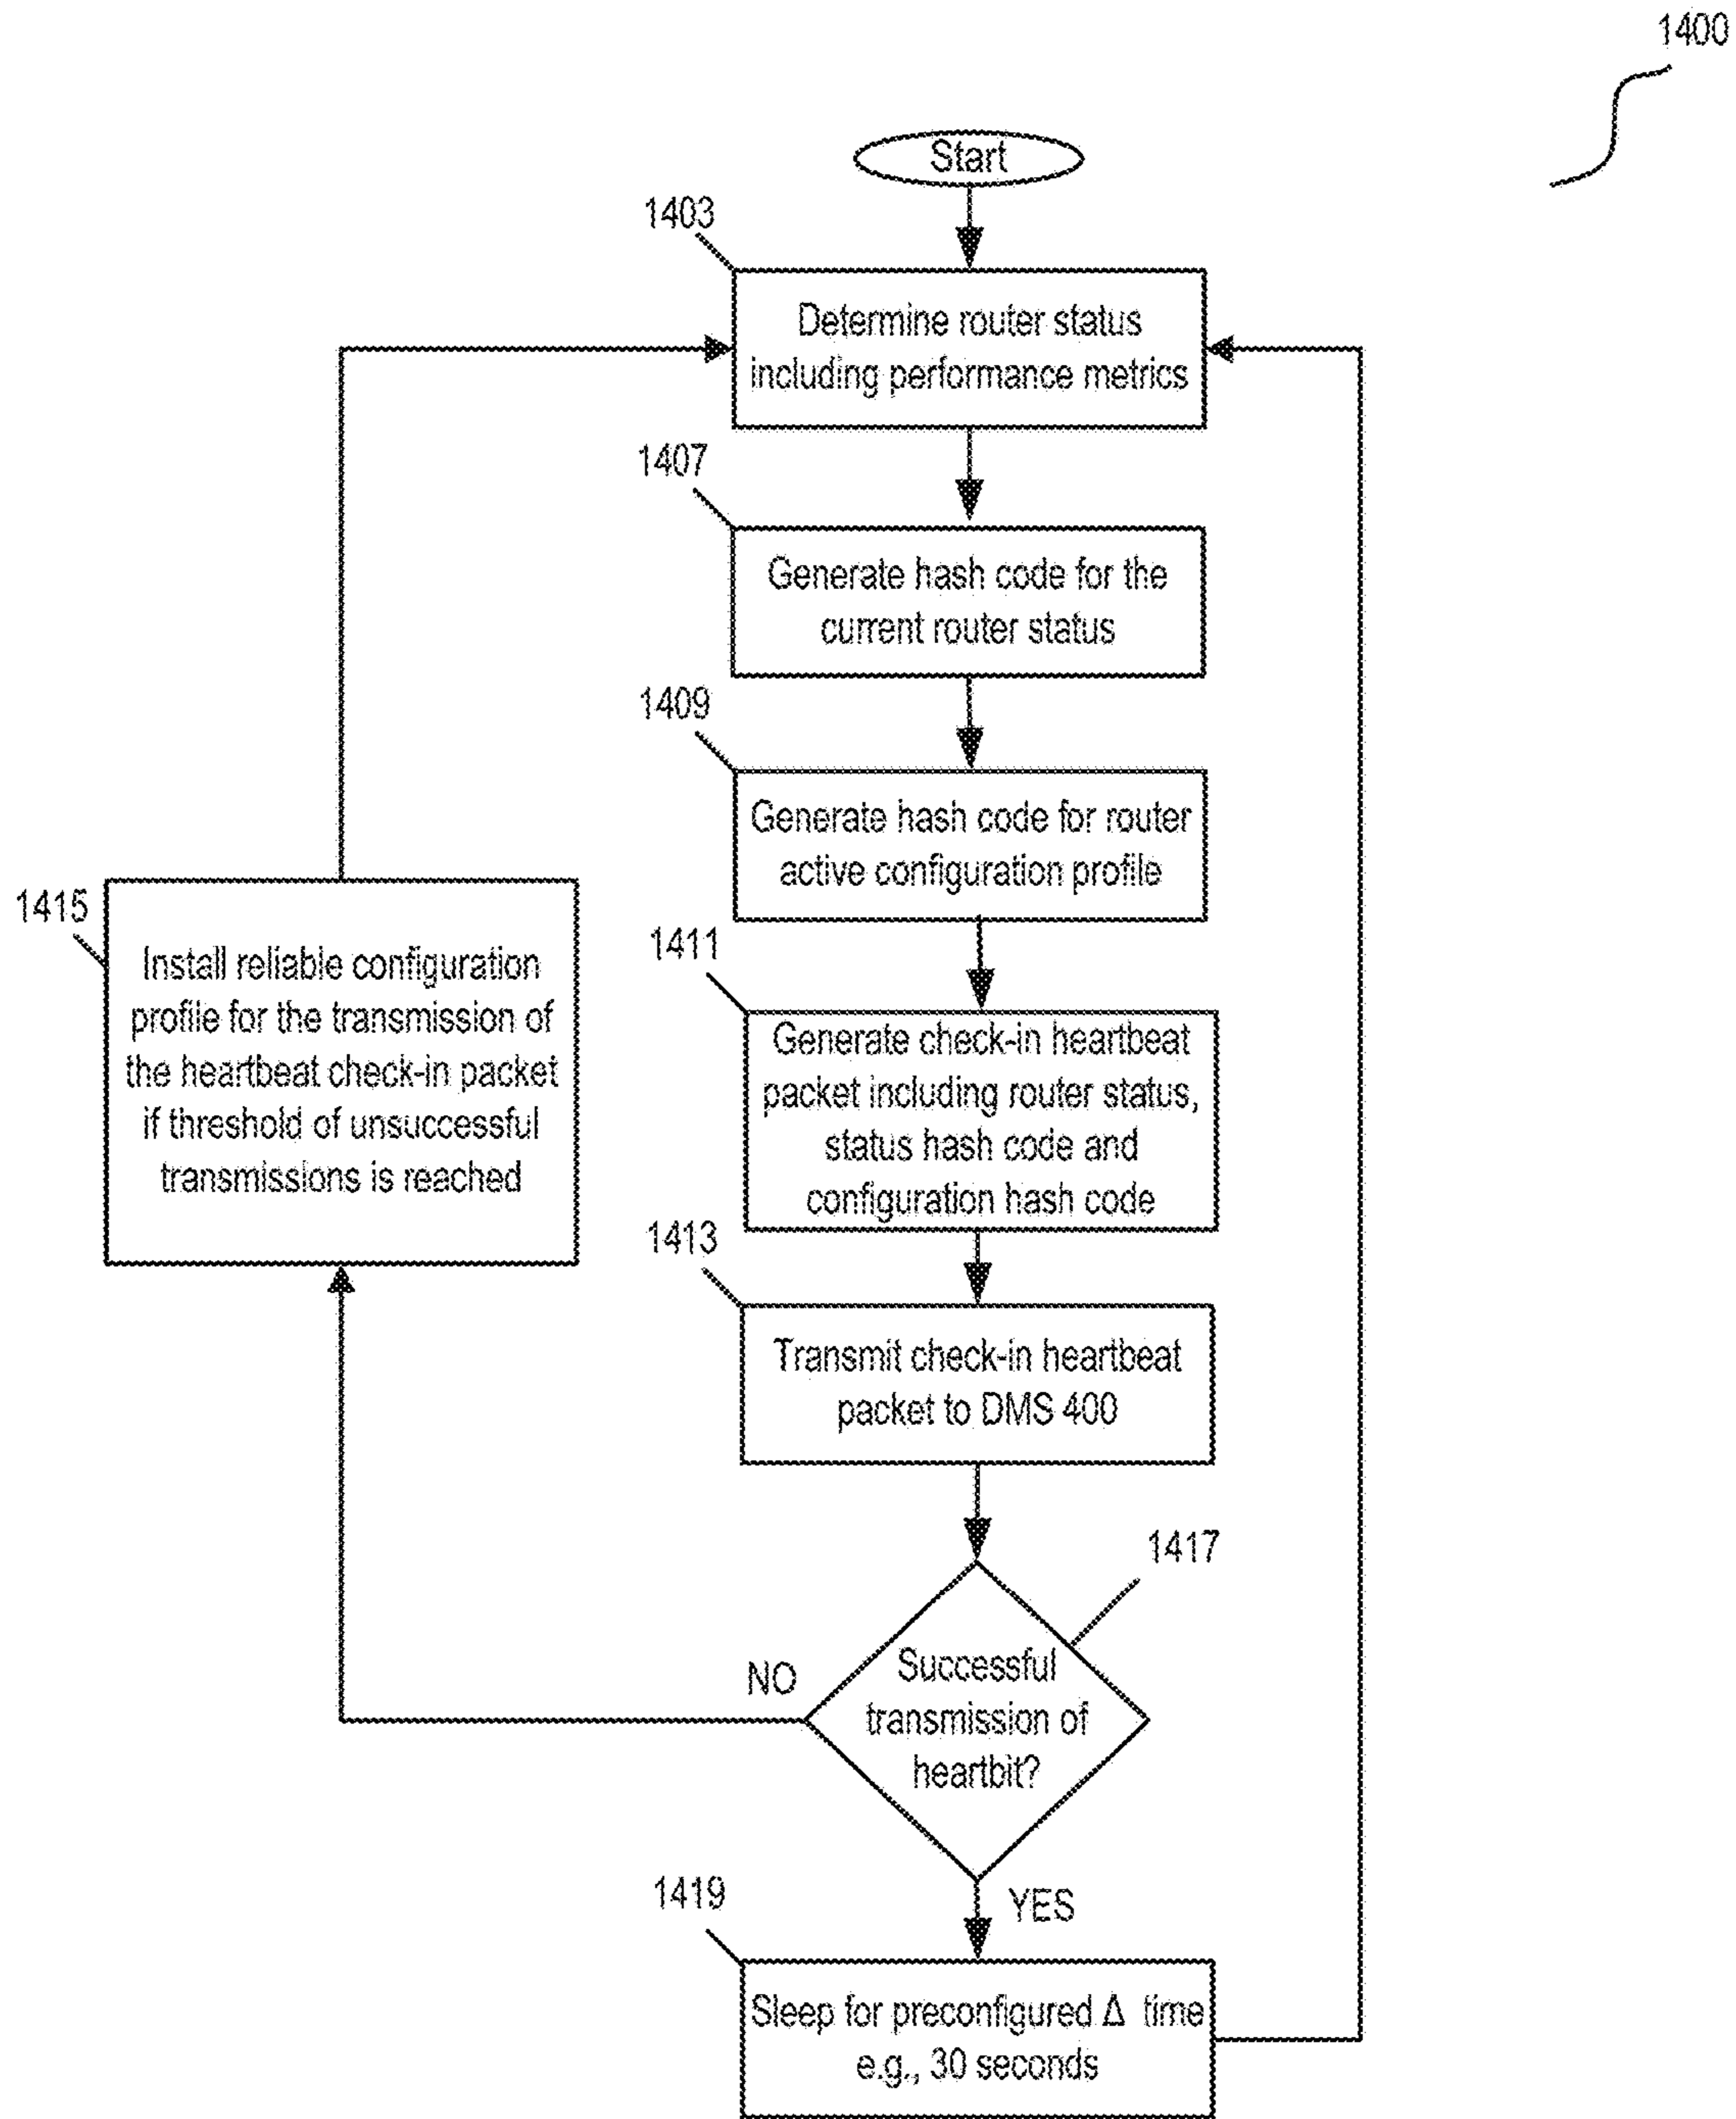 1400
Start
1403
Determine router status
including performance metrics
1407
Generate hash code for the
current router status
1409
Generate hash code for router
active configuration profile
1415
Install reliable configuration
profile for the transmission of
the heartbeat check-in packet
if threshold of unsuccessful
transmissions is reached
1411
Generate check-in heartbeat
packet including router status,
status hash code and
configuration hash code
1413
Transmit check-in heartbeat
packet to DMS 400
1417
Successful
transmission of
heartbit?
NO
YES
1419
Sleep for preconfigured Δ time
e.g., 30 seconds